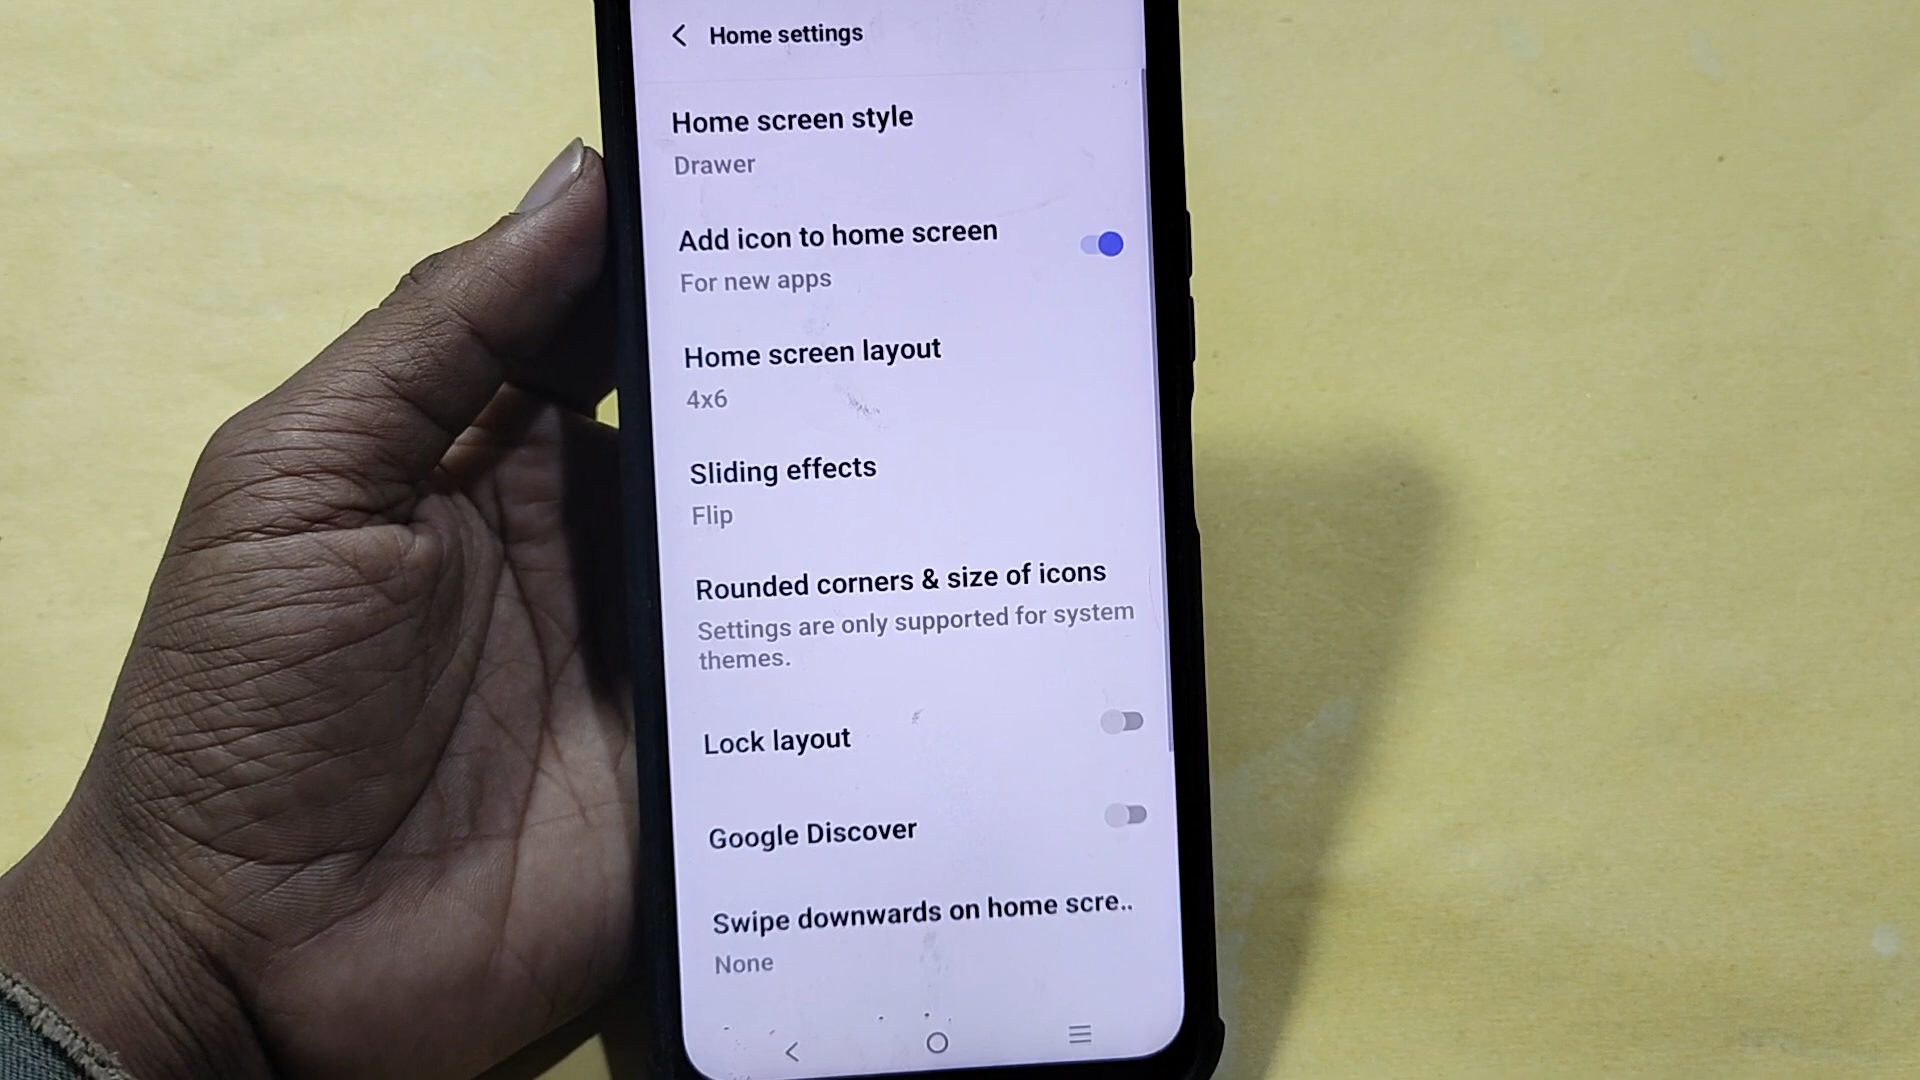 Home settings
Home screen style
Drawer
Add icon to home screen
For new apps
Home screen layout
4x6
Sliding effects
Flip
Rounded corners & size of icons
Settings are only supported for system
themes.
Lock layout
Google Discover
Swipe downwards on home scre..
None